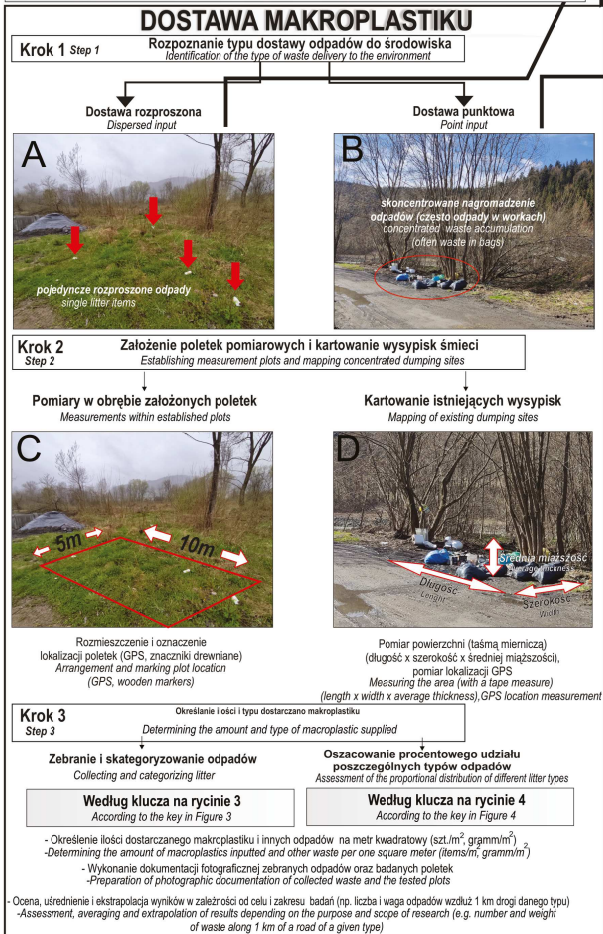 DOSTAWA MAKROPLASTIKU
Krok 1 Step 1
Rozpoznanie typu dostawy odpadów do środowiska
Identification of the type of waste delivery to the environment
Dostawa rozproszona
Dispersed input
Dostawa punktowa
Point input
A
pojedyncze rozproszone odpady
single litter items
B
skoncentrowane nagromadzenie
odpadów (często odpady w workach)
concentrated waste accumulation
(often waste in bags)
Krok 2
Step 2
Założenie poletek pomiarowych i kartowanie wysypisk śmieci
Establishing measurement plots and mapping concentrated dumping sites
Pomiary w obrębie założonych poletek
Measurements within established plots
Kartowanie istniejących wysypisk
Mapping of existing dumping sites
C
5m
10m
D
Średnia miąższość
Average thickness
Długość
Lenght
Szerokość
Width
Rozmieszczenie i oznaczenie
lokalizacji poletek (GPS, znaczniki drewniane)
Arrangement and marking plot location
(GPS, wooden markers)
Pomiar powierzchni (taśmą mierniczą)
(długość x szerokość x średniej miąższości),
pomiar lokalizacji GPS
Measuring the area (with a tape measure)
(length x width x average thickness),GPS location measurement
Krok 3
Step 3
Określanie ilości i typu dostarczano makroplastiku
Determining the amount and type of macroplastic supplied
Zebranie i skategoryzowanie odpadów
Collecting and categorizing litter
Oszacowanie procentowego udziału
poszczególnych typów odpadów
Assessment of the proportional distribution of different litter types
Według klucza na rycinie 3
According to the key in Figure 3
Według klucza na rycinie 4
According to the key in Figure 4
- Określenie ilości dostarczanego makroplastiku i innych odpadów na metr kwadratowy (szt./m², gramm/m²)
-Determining the amount of macroplastics inputted and other waste per one square meter (items/m², gramm/m²)
- Wykonanie dokumentacji fotograficznej zebranych odpadów oraz badanych poletek
-Preparation of photographic cocumentation of collected waste and the tested plots
- Ocena, uśrednienie i ekstrapolacja wyników w zależności od celu i zakresu badań (np. liczba i waga odpadów wzdłuż 1 km drogi danego typu)
-Assessment, averaging and extrapolation of results depending on the purpose and scope of research (e.g. number and weight
of waste along 1 km of a road of a given type)